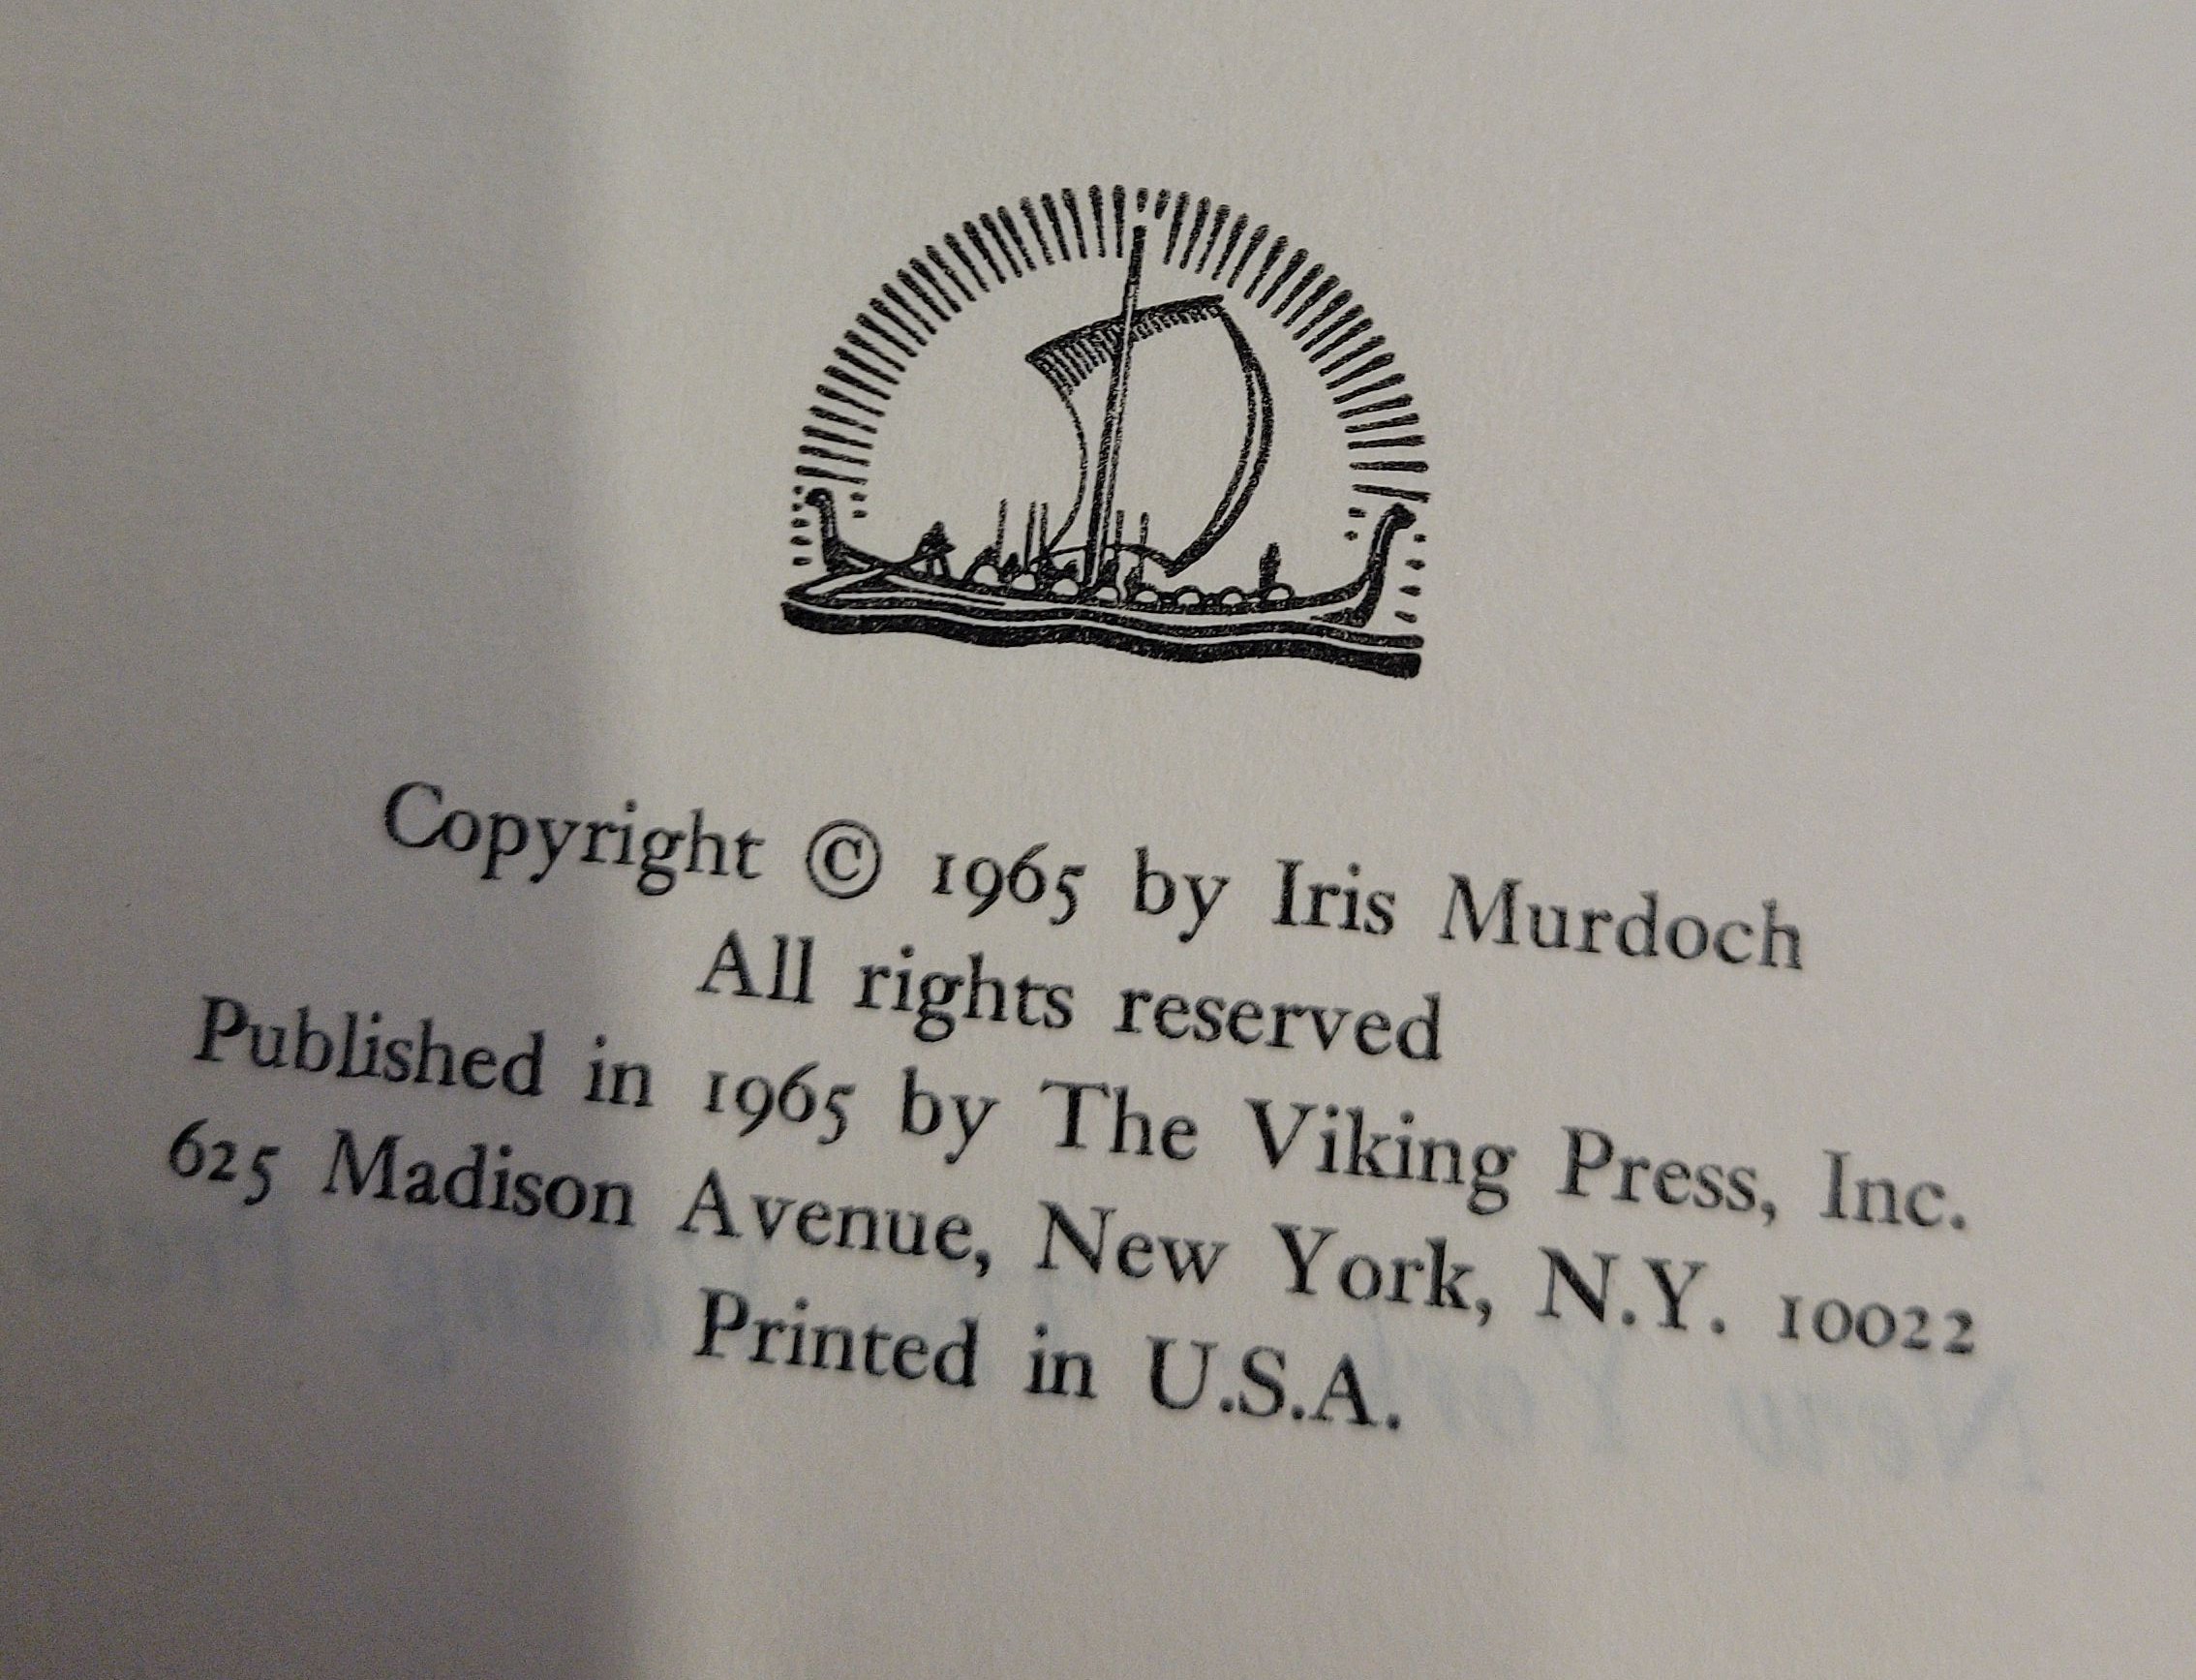 Copyright © 1965 by Iris Murdoch
All rights reserved
Published in 1965 by The Viking Press, Inc.
625 Madison Avenue, New York, N.Y. 10022
Printed in U.S.A.